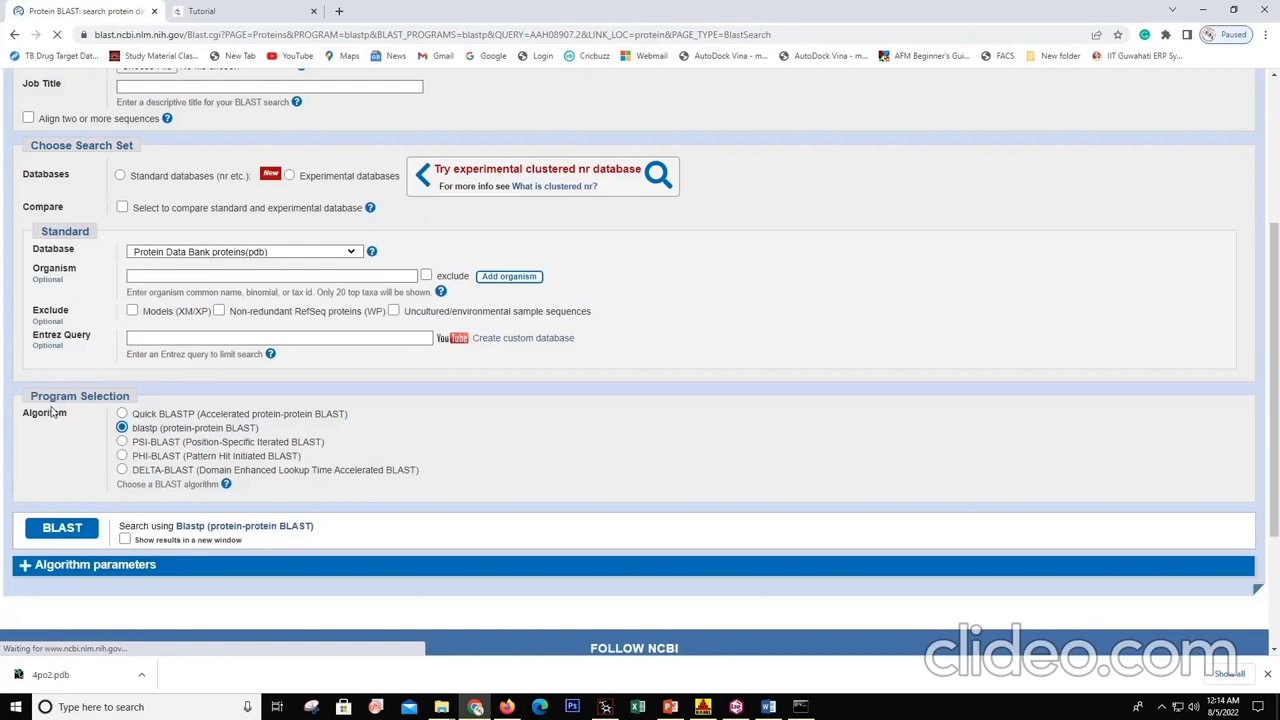 Protein BLAST: search protein dat
Tutorial
blast.ncbi.nlm.nih.gov/Blast.cgi?PAGE=Proteins&PROGRAM=blastp&BLAST_PROGRAMS=blastp&QUERY=AAH08907.2&LINK_LOC=protein&PAGE_TYPE=BlastSearch
Paused
TB Drug Target Dat... Study Material Clas... New Tab YouTube Maps News Gmail Google Login Cricbuzz Webmail AutoDock Vina - m... AutoDock Vina - m... AFM Beginner's Gui... FACS New folder IIT Guwahati ERP Sy...
Job Title
Enter a descriptive title for your BLAST search
Align two or more sequences
Choose Search Set
Databases Standard databases (nr etc.): New Experimental databases
Try experimental clustered nr database
For more info see What is clustered nr?
Compare Select to compare standard and experimental database
Standard
Database Protein Data Bank proteins(pdb)
Organism
Optional
exclude Add organism
Enter organism common name, binomial, or tax id. Only 20 top taxa will be shown.
Exclude
Optional
Models (XM/XP) Non-redundant RefSeq proteins (WP) Uncultured/environmental sample sequences
Entrez Query
Optional
YouTube Create custom database
Enter an Entrez query to limit search
Program Selection
Algorithm
Quick BLASTP (Accelerated protein-protein BLAST)
blastp (protein-protein BLAST)
PSI-BLAST (Position-Specific Iterated BLAST)
PHI-BLAST (Pattern Hit Initiated BLAST)
DELTA-BLAST (Domain Enhanced Lookup Time Accelerated BLAST)
Choose a BLAST algorithm
BLAST
Search using Blastp (protein-protein BLAST)
Show results in a new window
Algorithm parameters
FOLLOW NCBI
Waiting for www.ncbi.nlm.nih.gov...
clideo.com
4po2.pdb
Show all
Type here to search
12:14 AM
8/5/2022